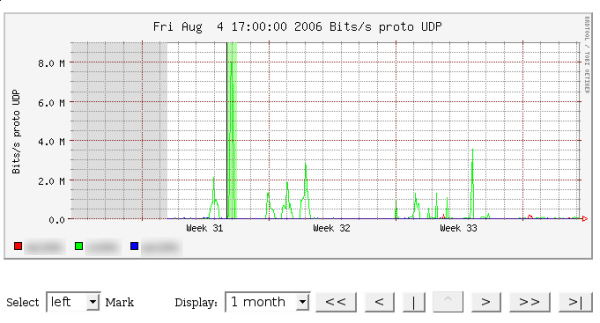 Fri Aug 4 17:00:00 2006 Bits/s proto UDP
RRDTOOL / TOBI OETIKER
Bits/s proto UDP
8.0 M
6.0 M
4.0 M
2.0 M
0.0
Week 31 Week 32 Week 33
Select left Mark Display: 1 month << < | ^ > >> >|